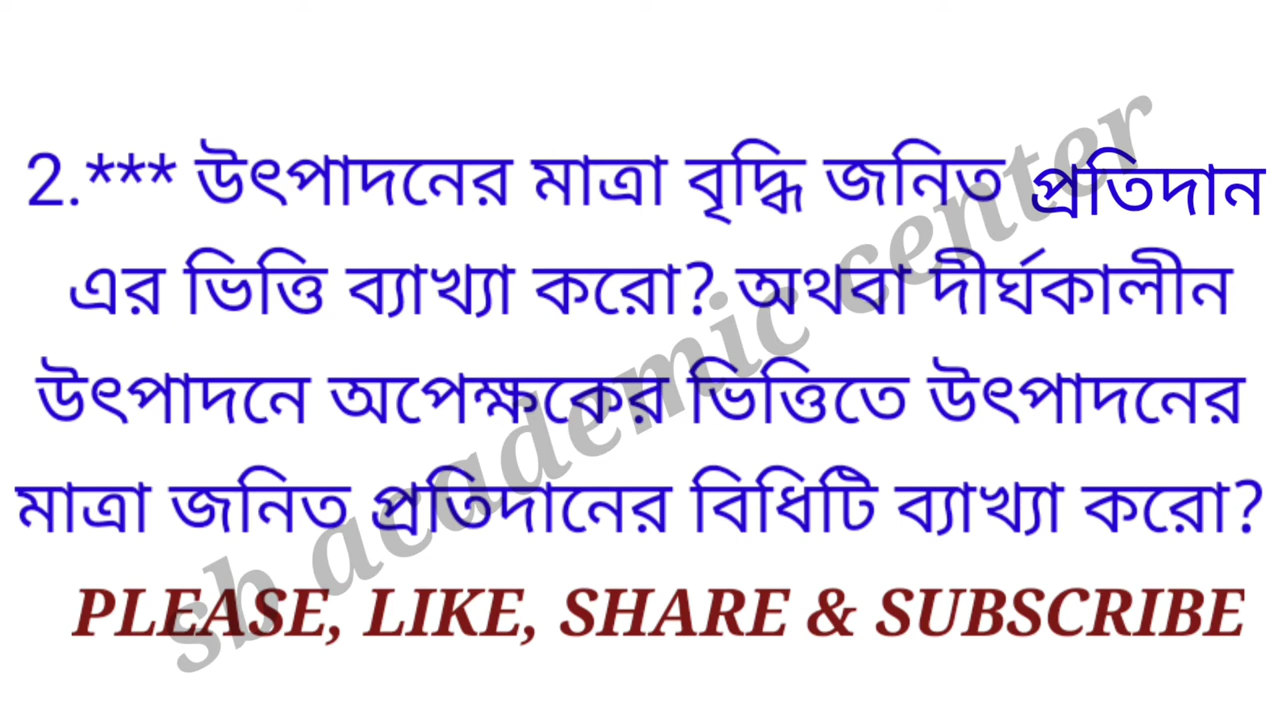 2.*** উৎপাদনের মাত্রা বৃদ্ধি জনিত প্রতিদান
এর ভিত্তি ব্যাখ্যা করো? অথবা দীর্ঘকালীন
উৎপাদনে অপেক্ষকের ভিত্তিতে উৎপাদনের
মাত্রা জনিত প্রতিদানের বিধিটি ব্যাখ্যা করো?
PLEASE, LIKE, SHARE & SUBSCRIBE
sh academic center